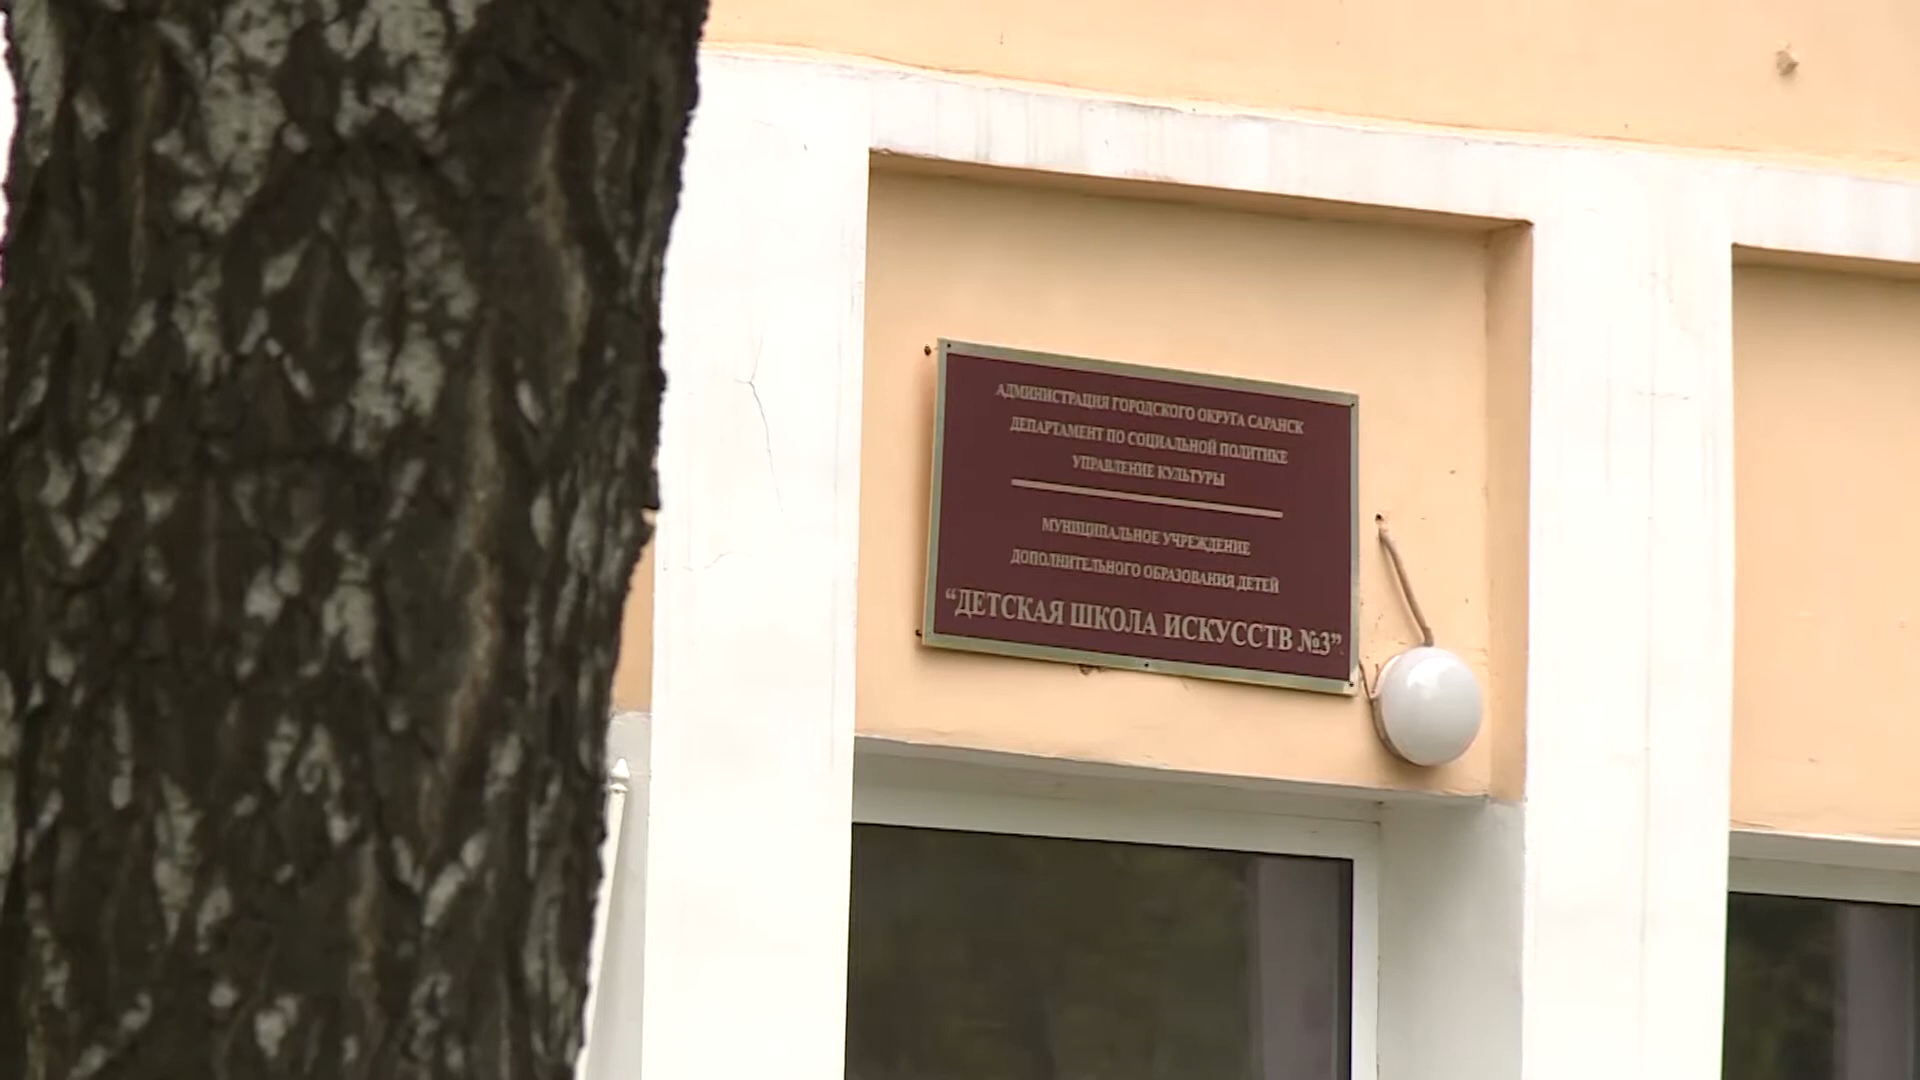 АДМИНИСТРАЦИЯ ГОРОДСКОГО ОКРУГА САРАНСК
ДЕПАРТАМЕНТ ПО СОЦИАЛЬНОЙ ПОЛИТИКЕ
УПРАВЛЕНИЕ КУЛЬТУРЫ
МУНИЦИПАЛЬНОЕ УЧРЕЖДЕНИЕ
ДОПОЛНИТЕЛЬНОГО ОБРАЗОВАНИЯ ДЕТЕЙ
“ДЕТСКАЯ ШКОЛА ИСКУССТВ №3”